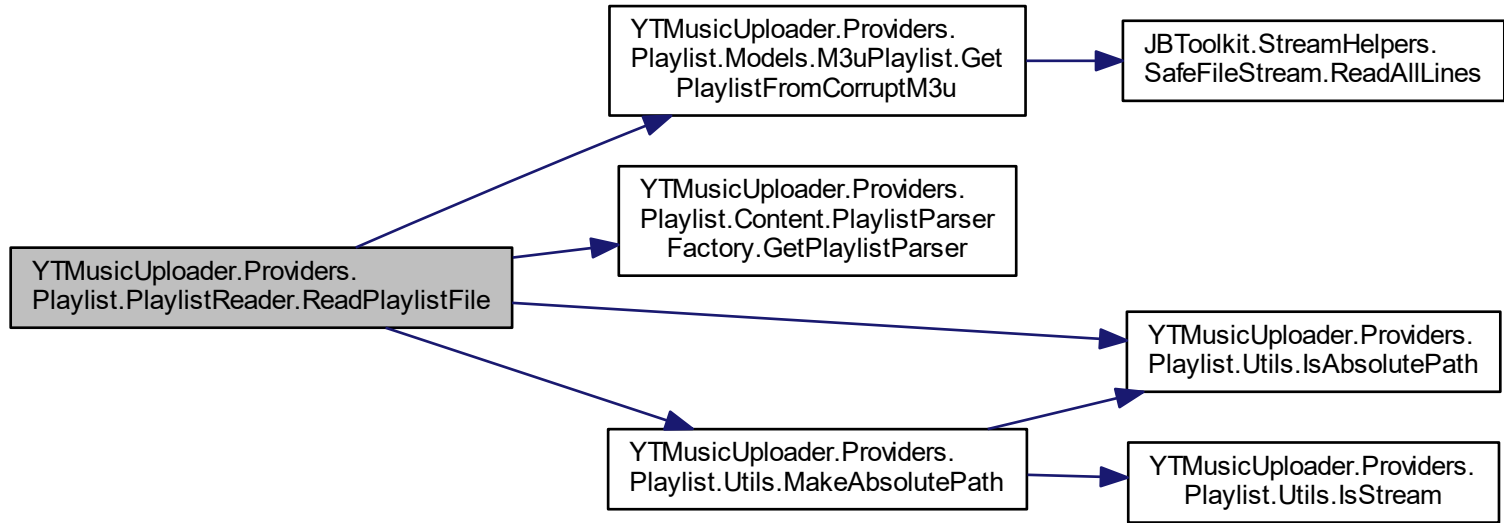 YTMusicUploader.Providers.
Playlist.PlaylistReader.ReadPlaylistFile
YTMusicUploader.Providers.
Playlist.Models.M3uPlaylist.Get
PlaylistFromCorruptM3u
JBToolkit.StreamHelpers.
SafeFileStream.ReadAllLines
YTMusicUploader.Providers.
Playlist.Content.PlaylistParser
Factory.GetPlaylistParser
YTMusicUploader.Providers.
Playlist.Utils.IsAbsolutePath
YTMusicUploader.Providers.
Playlist.Utils.MakeAbsolutePath
YTMusicUploader.Providers.
Playlist.Utils.IsStream